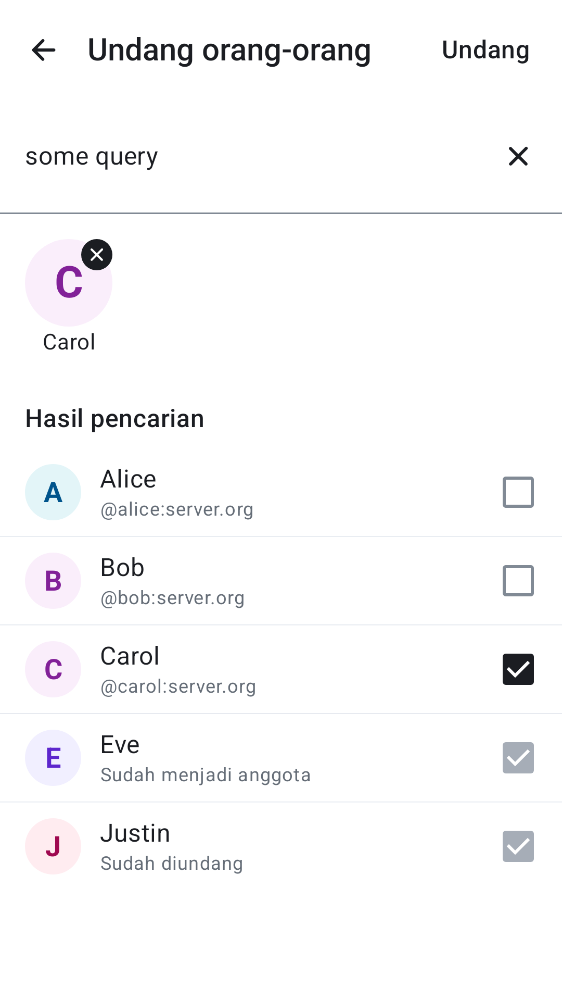 Undang orang-orang
Undang
some query
C
Carol
Hasil pencarian
A
Alice
@alice:server.org
B
Bob
@bob:server.org
C
Carol
@carol:server.org
E
Eve
Sudah menjadi anggota
J
Justin
Sudah diundang